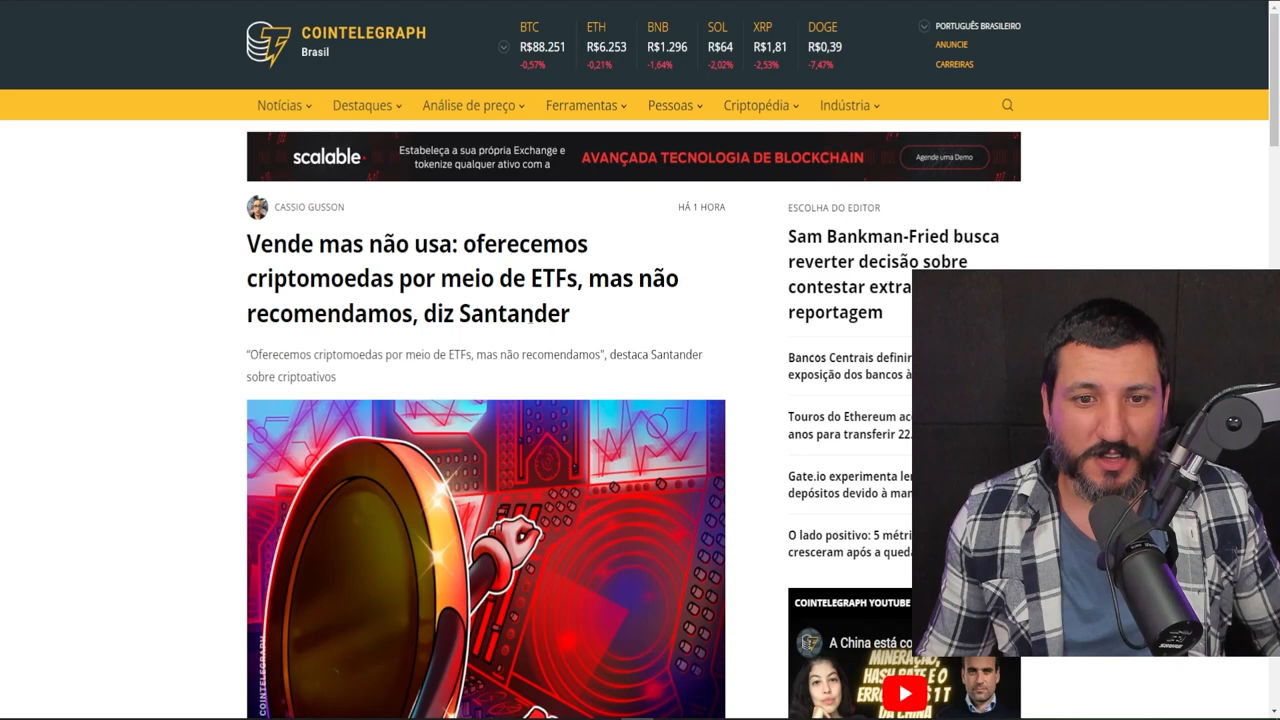 COINTELEGRAPH
Brasil
BTC
R$88.251
-0,57%
ETH
R$6.253
-0,21%
BNB
R$1.296
-1,64%
SOL
R$64
-2,02%
XRP
R$1,81
-2,53%
DOGE
R$0,39
-7,47%
PORTUGUÊS BRASILEIRO
ANUNCIE
CARREIRAS
Notícias
Destaques
Análise de preço
Ferramentas
Pessoas
Criptopédia
Indústria
scalable
Estabeleça a sua própria Exchange e
tokenize qualquer ativo com a
AVANÇADA TECNOLOGIA DE BLOCKCHAIN
Agende uma Demo
CASSIO GUSSON
HÁ 1 HORA
Vende mas não usa: oferecemos
criptomoedas por meio de ETFs, mas não
recomendamos, diz Santander
"Oferecemos criptomoedas por meio de ETFs, mas não recomendamos", destaca Santander
sobre criptoativos
COINTELEGRAPH
ESCOLHA DO EDITOR
Sam Bankman-Fried busca
reverter decisão sobre
contestar extra
reportagem
Bancos Centrais definir
exposição dos bancos à
Touros do Ethereum ac
anos para transferir 22.
Gate.io experimenta
depósitos devido à
O lado positivo: 5
cresceram após a
COINTELEGRAPH YOUTUBE
A China está
MINERAÇÃO,
HASH RATE E O
DA CHINA